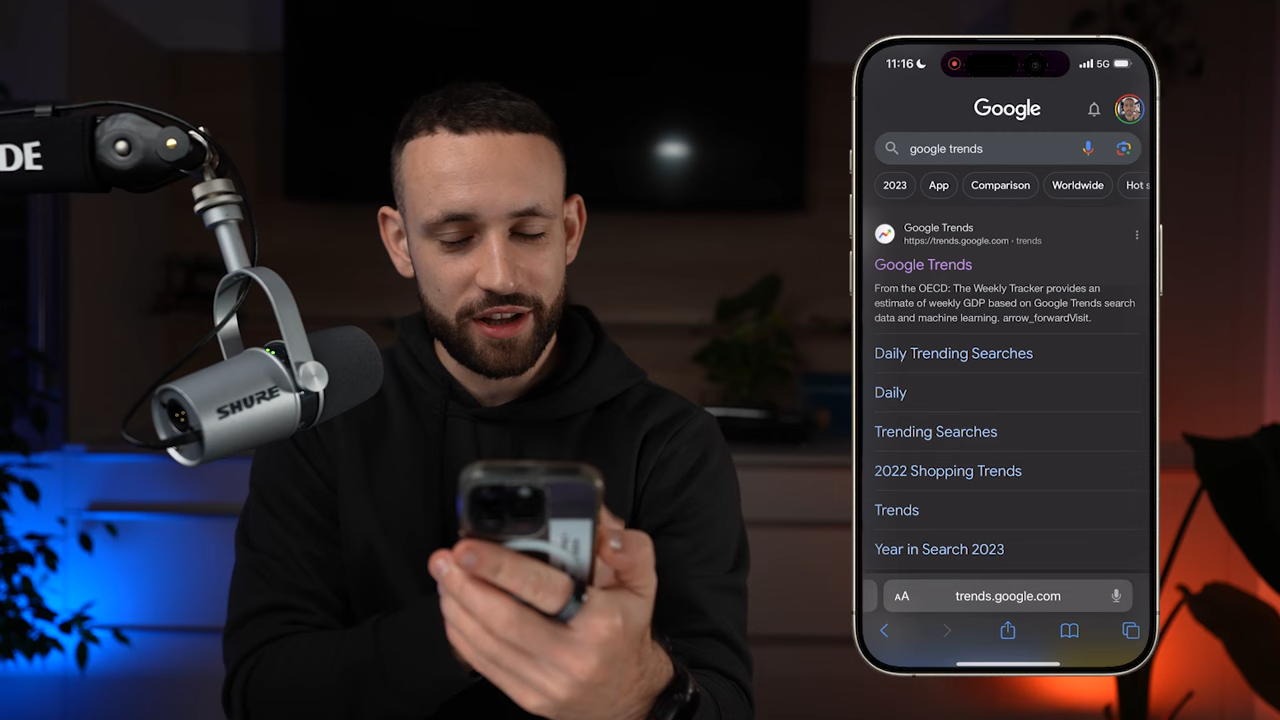 DE
SHURE
11:16
5G
Google
google trends
2023
App
Comparison
Worldwide
Hot s
Google Trends
https://trends.google.com › trends
Google Trends
From the OECD: The Weekly Tracker provides an
estimate of weekly GDP based on Google Trends search
data and machine learning. arrow_forwardVisit.
Daily Trending Searches
Daily
Trending Searches
2022 Shopping Trends
Trends
Year in Search 2023
AA
trends.google.com